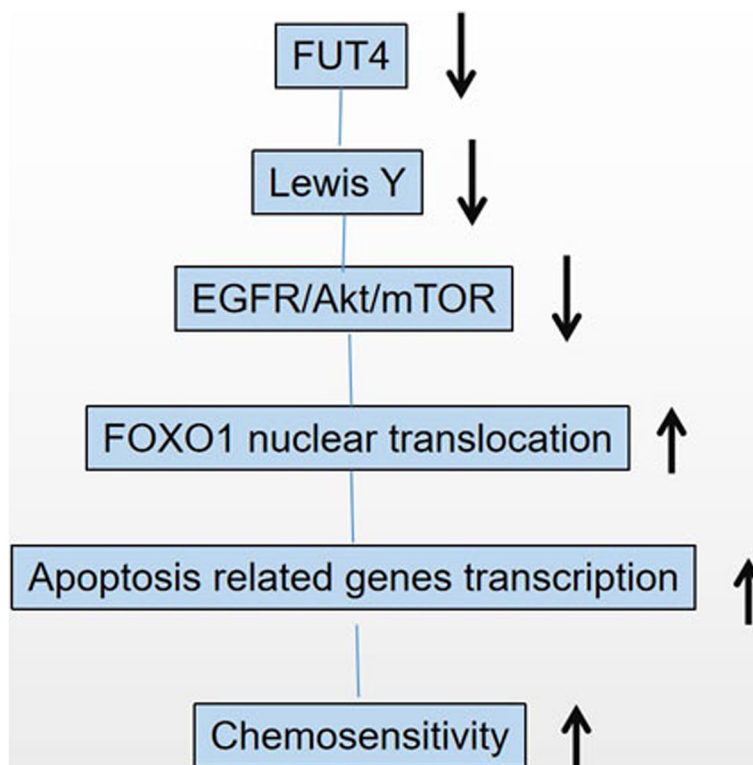 FUT4
Lewis Y
EGFR/Akt/mTOR
FOXO1 nuclear translocation
Apoptosis related genes transcription
Chemosensitivity